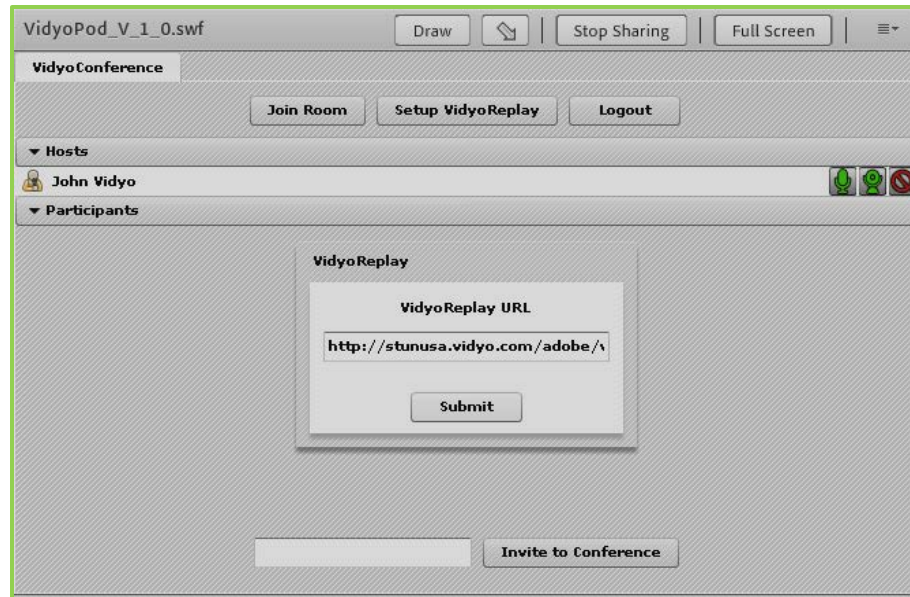 VidyoPod_V_1_0.swf Draw Stop Sharing Full Screen
VidyoConference
Join Room Setup VidyoReplay Logout
Hosts
John Vidyo
Participants
VidyoReplay
VidyoReplay URL
http://stunusa.vidyo.com/adobe/v
Submit
Invite to Conference